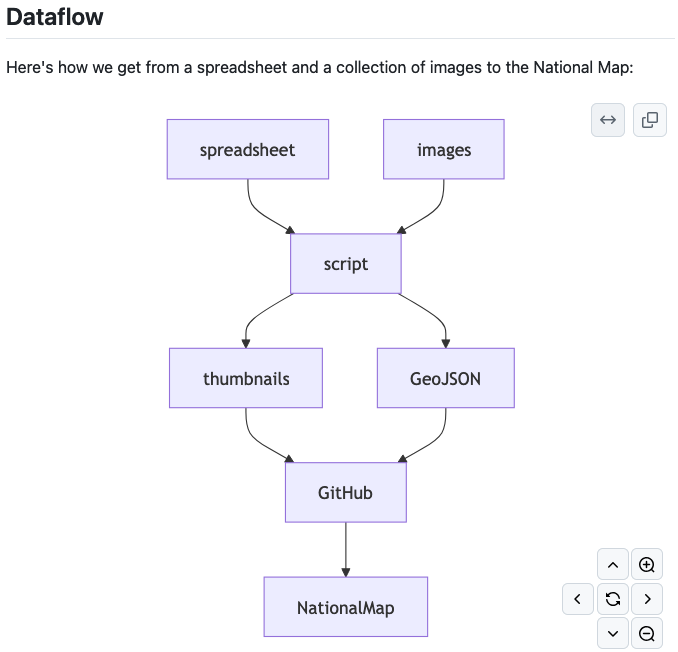 Dataflow
Here's how we get from a spreadsheet and a collection of images to the National Map:
spreadsheet
images
script
thumbnails
GeoJSON
GitHub
NationalMap